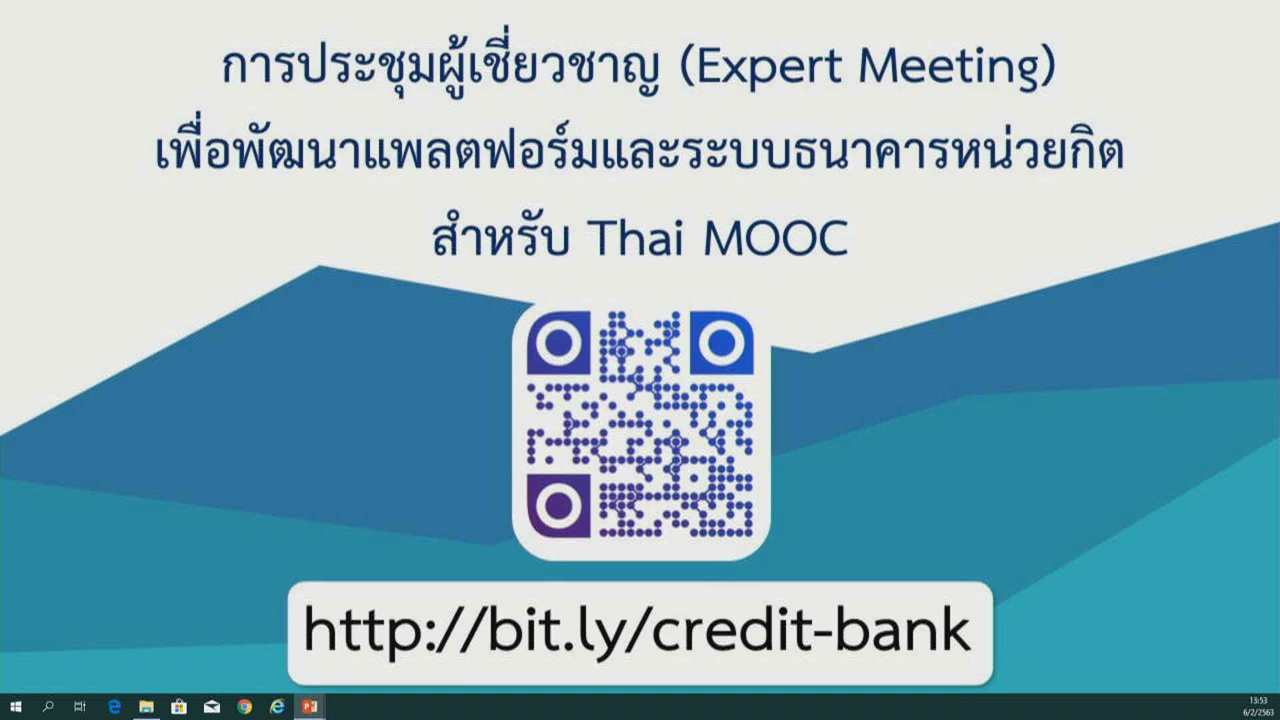 การประชุมผู้เชี่ยวชาญ (Expert Meeting)
เพื่อพัฒนาแพลตฟอร์มและระบบธนาคารหน่วยกิต
สำหรับ Thai MOOC
http://bit.ly/credit-bank
13:53
6/2/2563